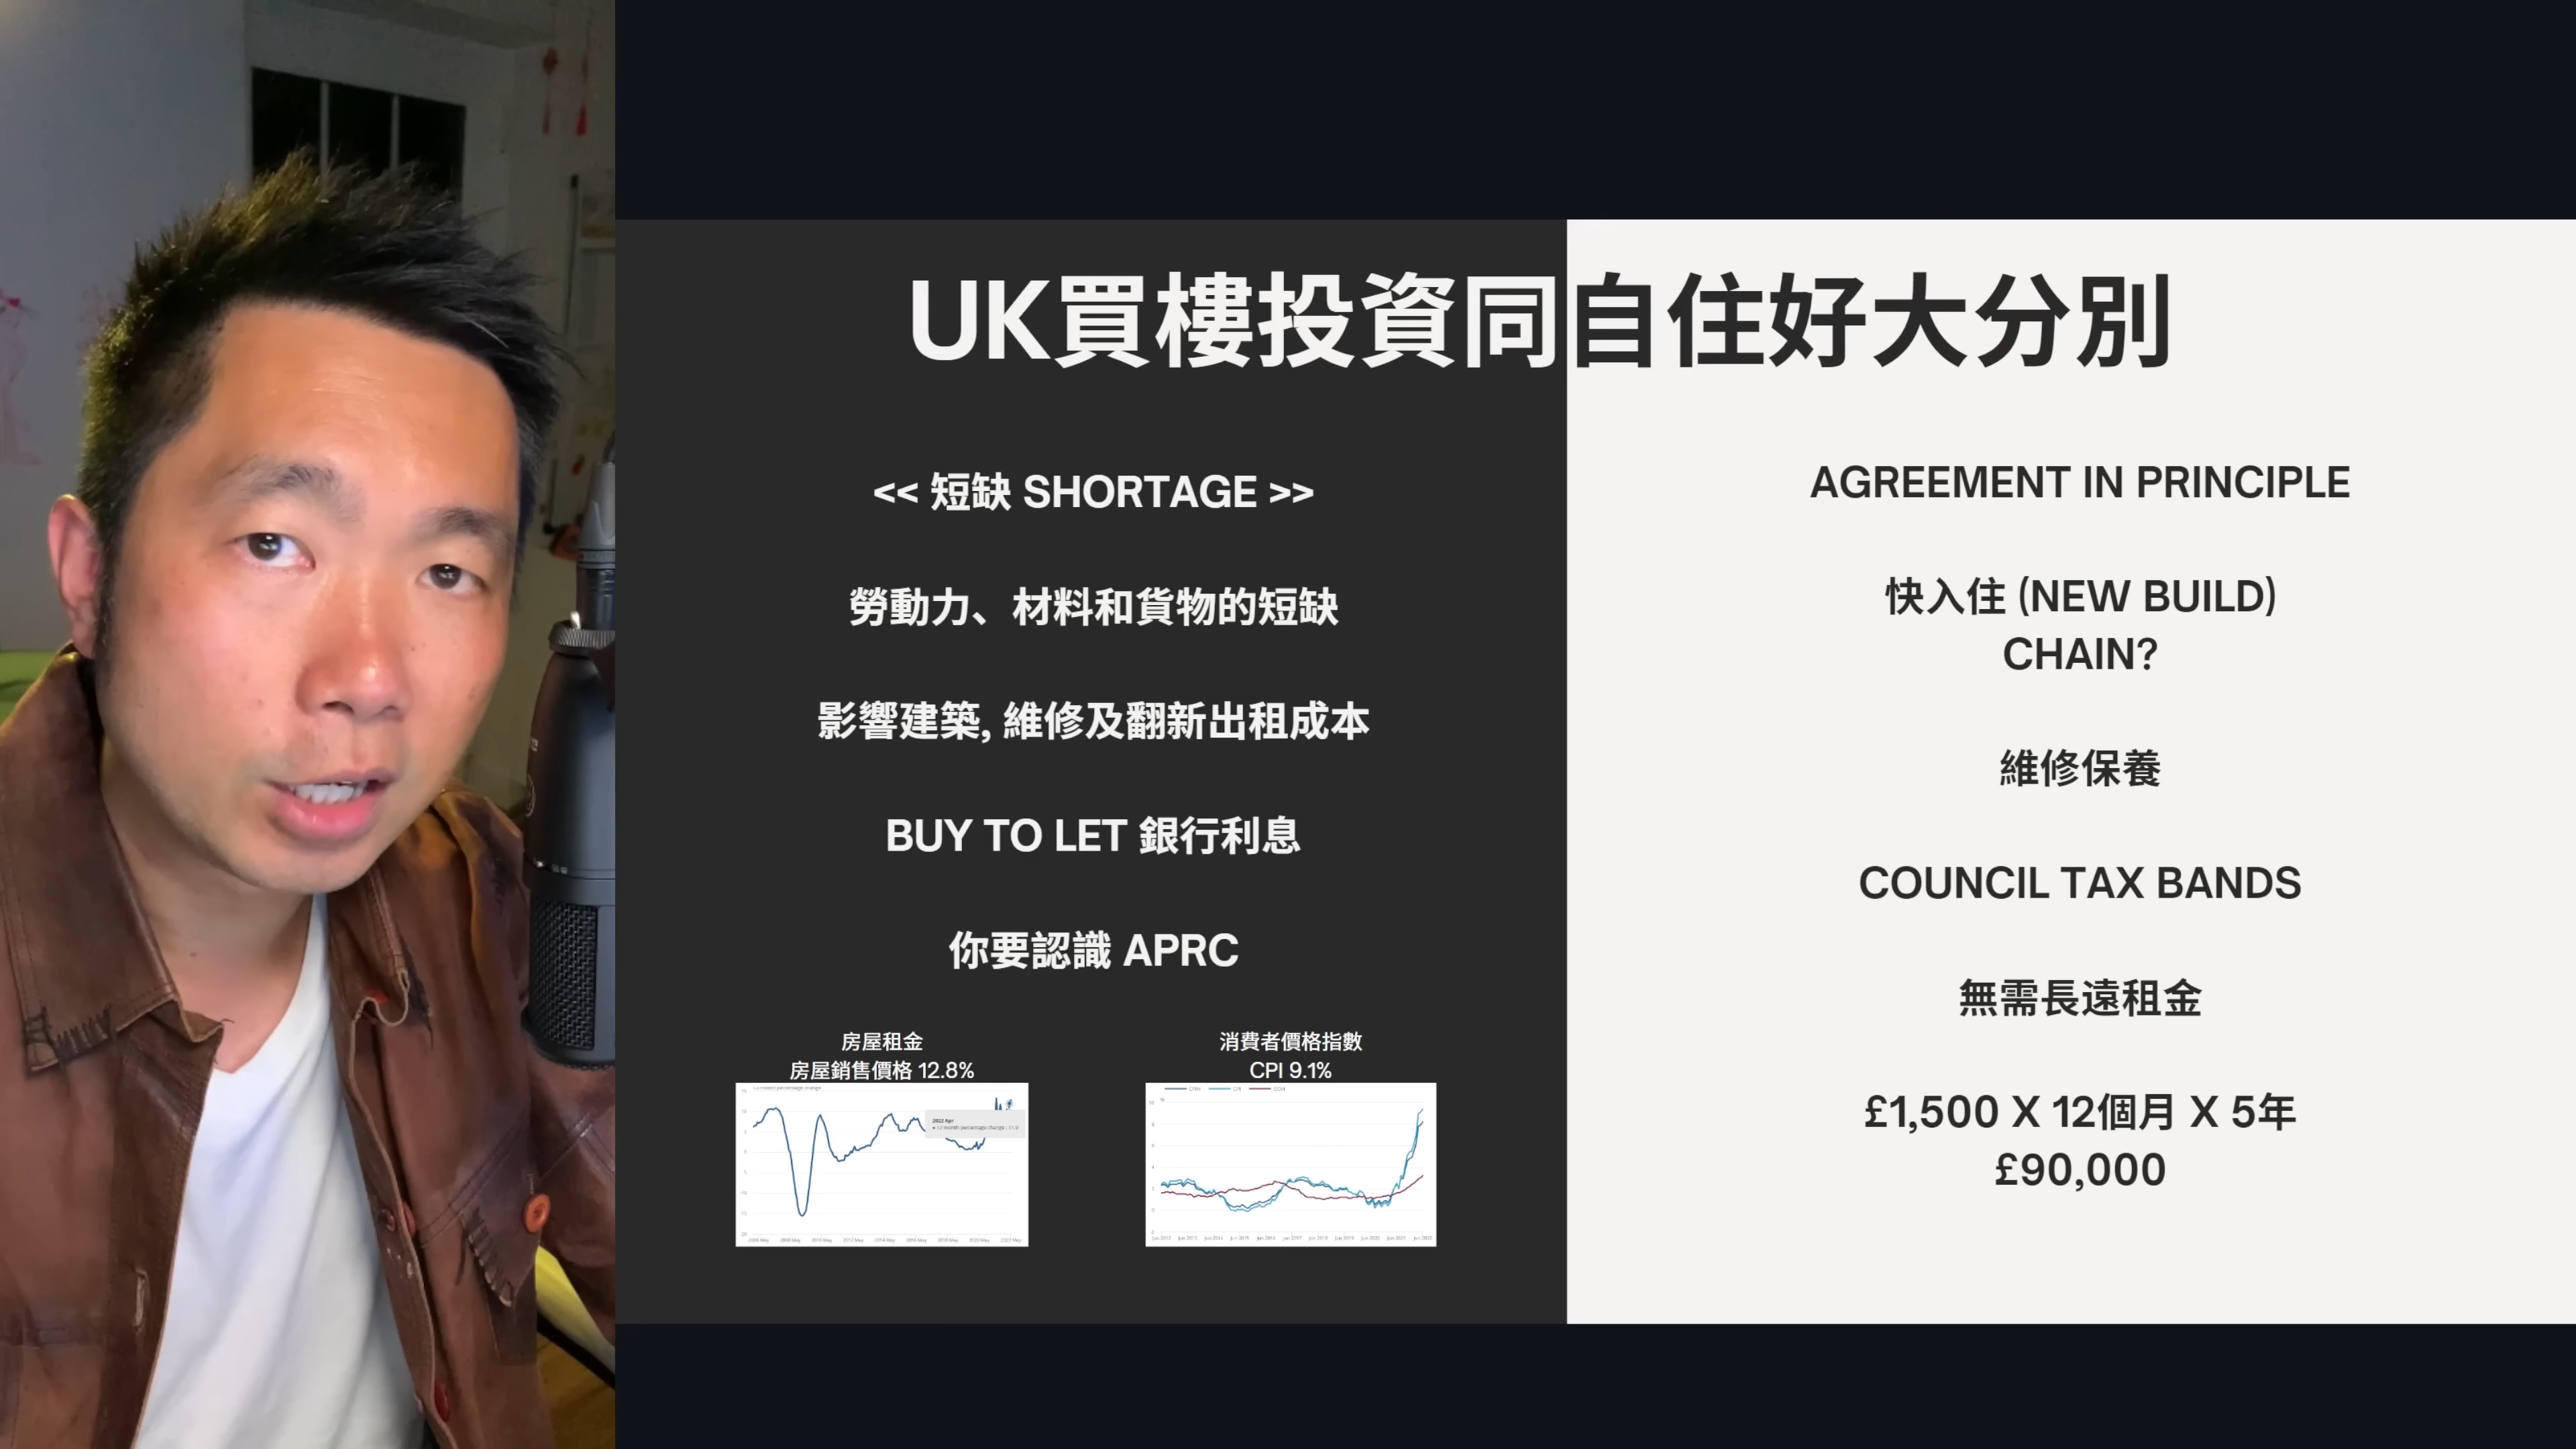 UK買樓投資同自住好大分別
<< 短缺 SHORTAGE >>
勞動力、材料和貨物的短缺
影響建築, 維修及翻新出租成本
BUY TO LET 銀行利息
你要認識 APRC
房屋租金
房屋銷售價格 12.8%
消費者價格指數
CPI 9.1%
AGREEMENT IN PRINCIPLE
快入住 (NEW BUILD)
CHAIN?
維修保養
COUNCIL TAX BANDS
無需長遠租金
£1,500 X 12個月 X 5年
£90,000